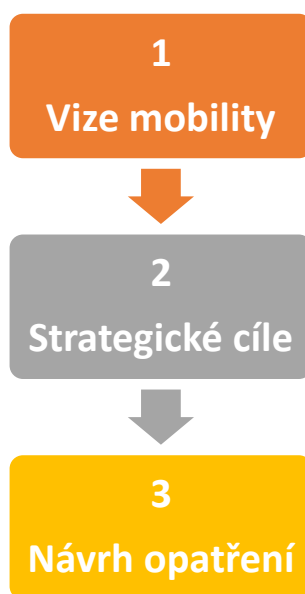 1
Vize mobility
2
Strategické cíle
3
Návrh opatření